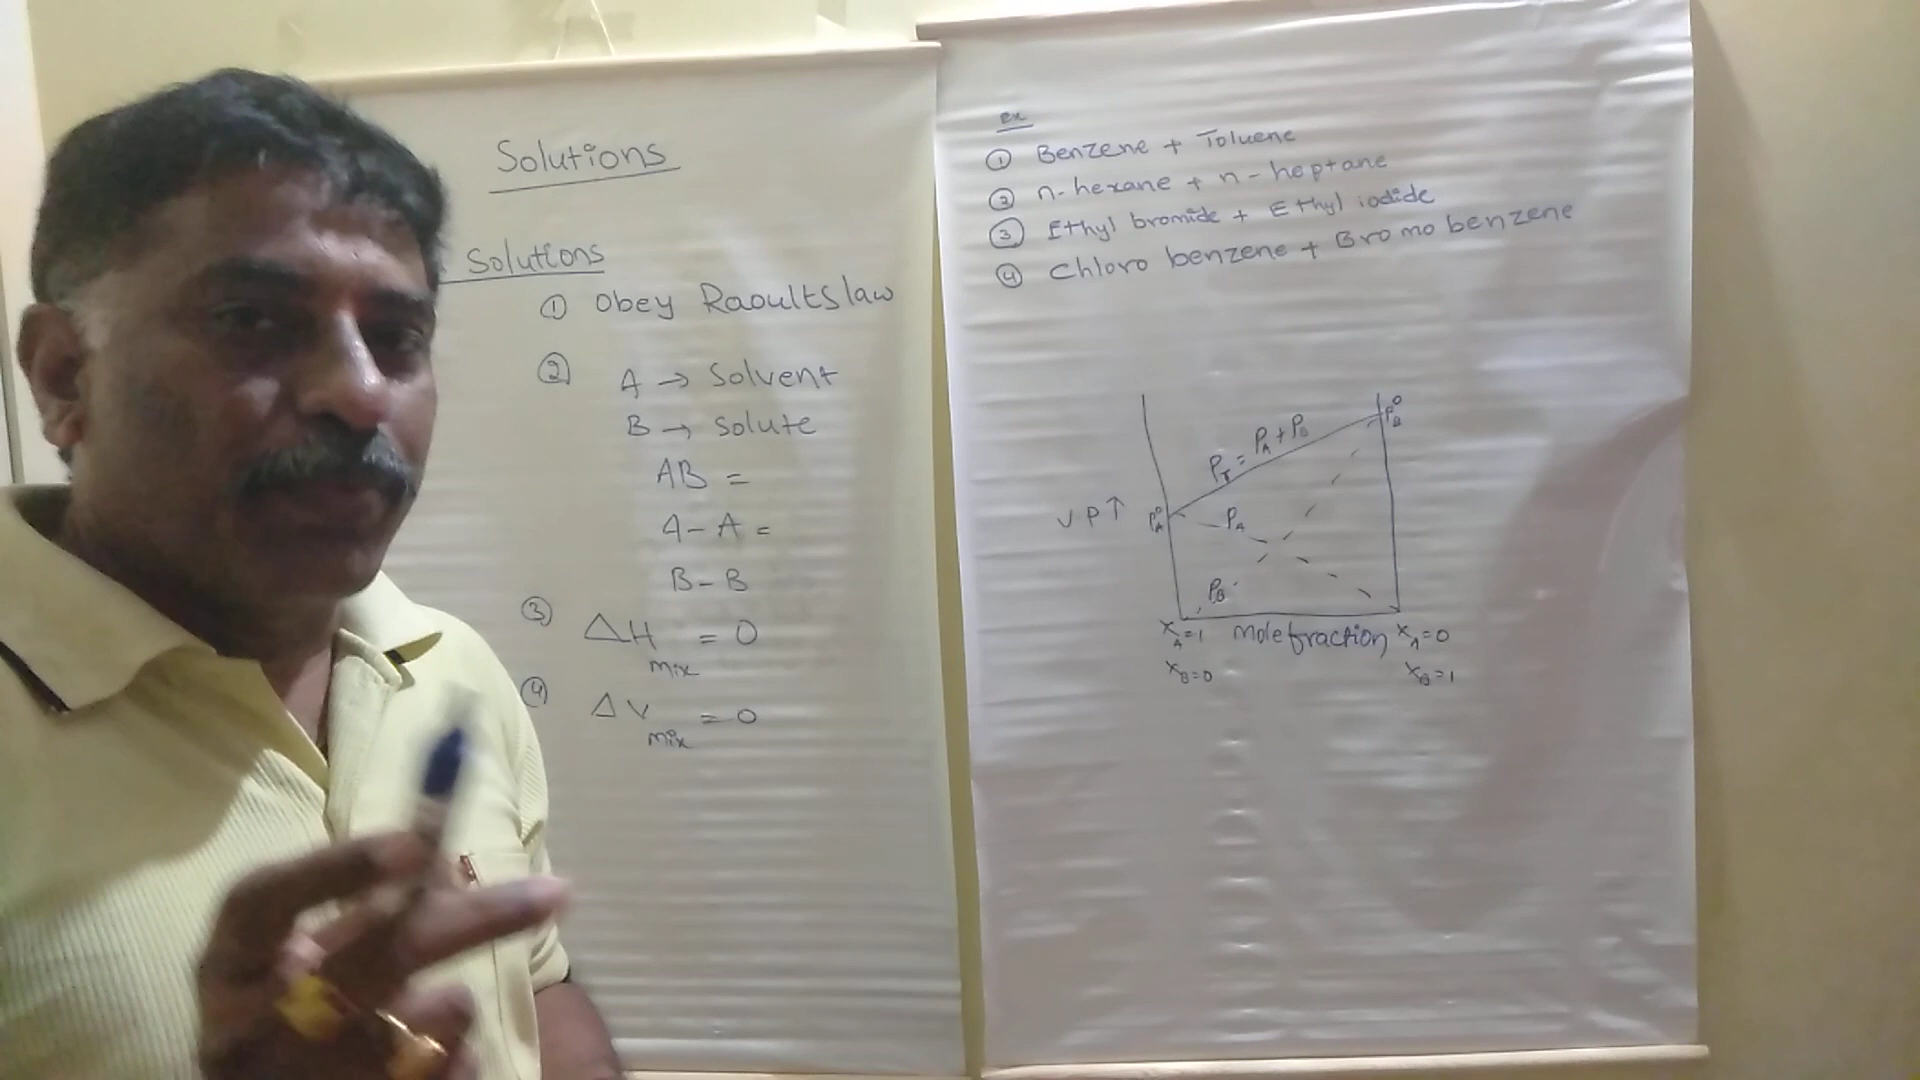 Solutions
Solutions
① Obey Raoults law
② A → Solvent
B → Solute
AB =
A - A =
B - B
③ ΔH mix = 0
④ ΔV mix = 0
ex
① Benzene + Toluene
② n-hexane + n-heptane
③ Ethyl bromide + Ethyl iodide
④ Chloro benzene + Bromo benzene
P°B
PT = PA + PB
V P ↑
P°A
PA
PB
XA=1 Mole fraction XA=0
XB=0 XB=1